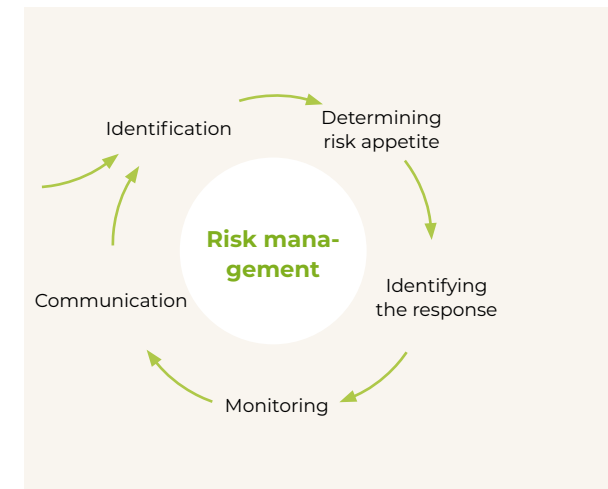 Identification
Determining
risk appetite
Risk mana-
gement
Identifying
the response
Communication
Monitoring